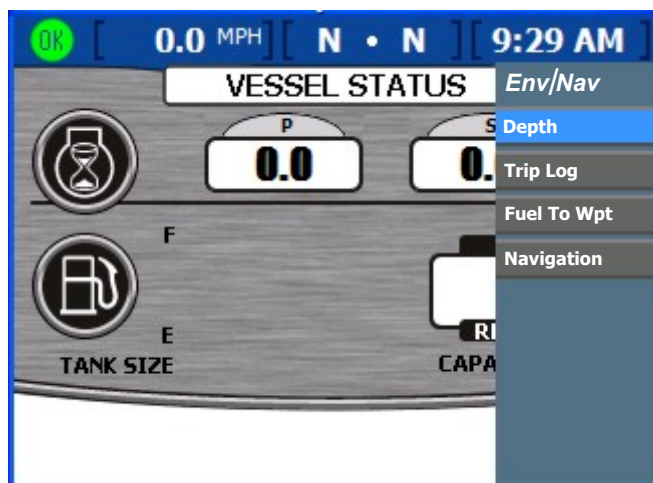 OK [ 0.0 MPH ][ N • N ][ 9:29 AM ]
VESSEL STATUS
Env/Nav
P
Depth
0.0
Trip Log
Fuel To Wpt
F
Navigation
E
TANK SIZE